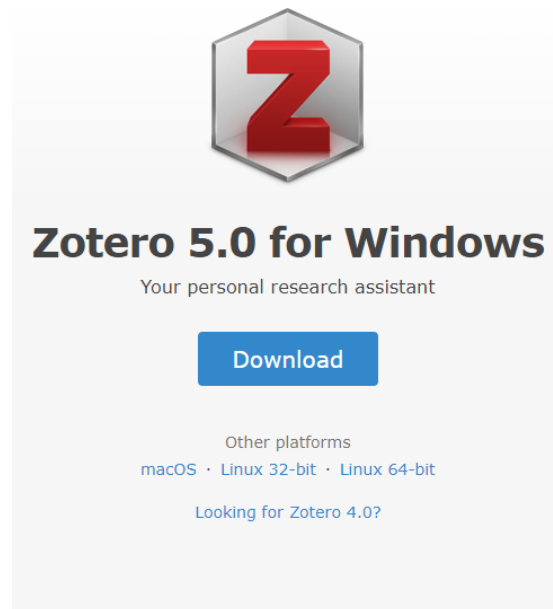 Z
Zotero 5.0 for Windows
Your personal research assistant
Download
Other platforms
macOS · Linux 32-bit · Linux 64-bit
Looking for Zotero 4.0?